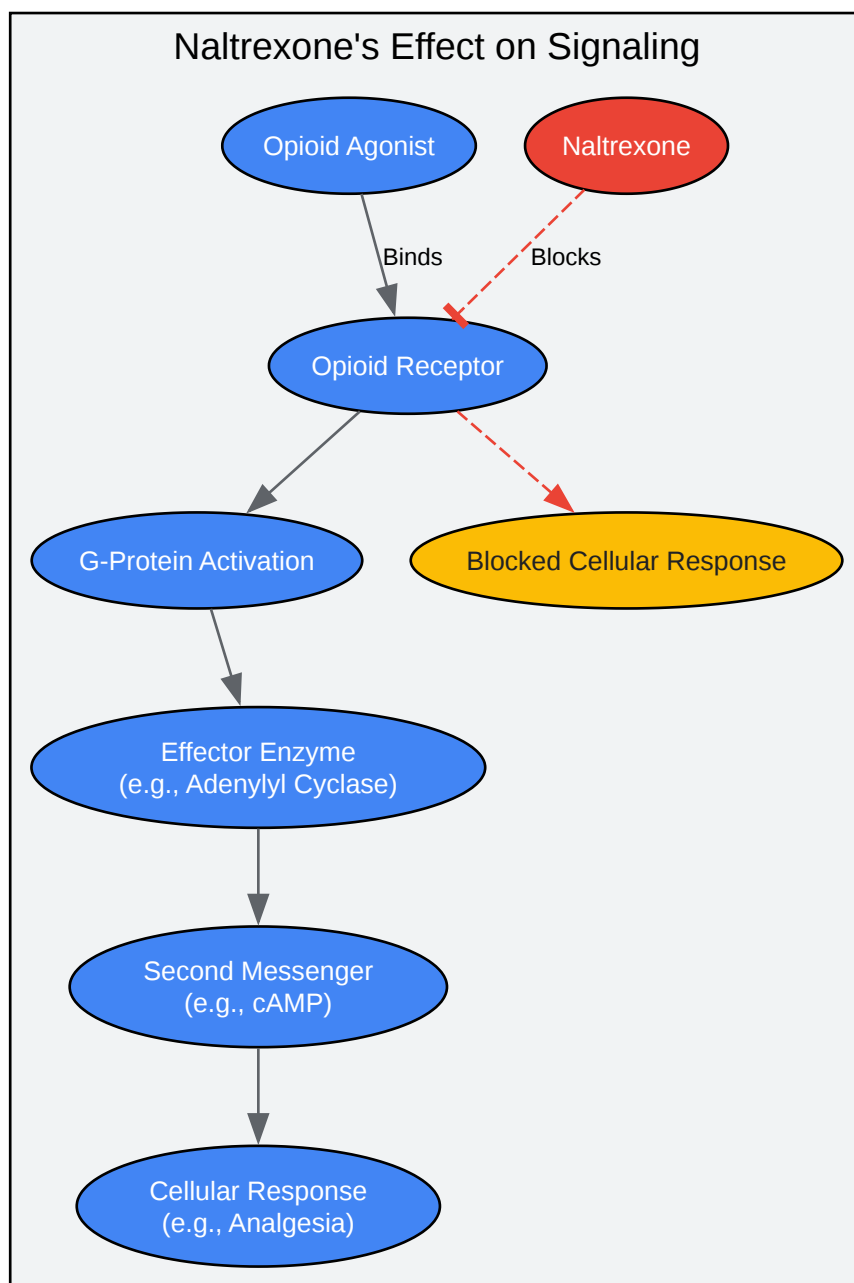 Naltrexone's Effect on Signaling
Opioid Agonist
Naltrexone
Binds
Blocks
Opioid Receptor
G-Protein Activation
Blocked Cellular Response
Effector Enzyme
(e.g., Adenylyl Cyclase)
Second Messenger
(e.g., cAMP)
Cellular Response
(e.g., Analgesia)